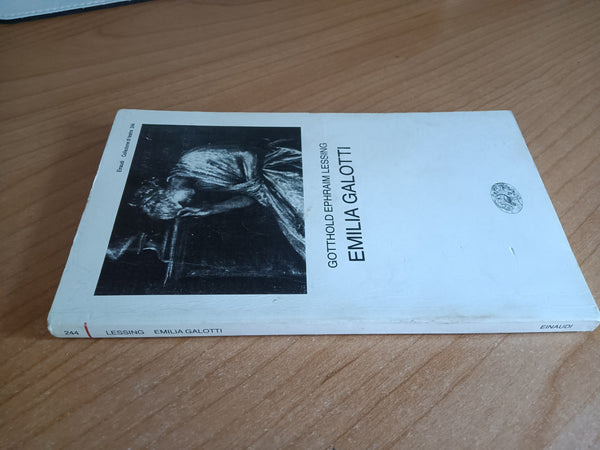 Einaudi Collezione di teatro 244
GOTTHOLD EPHRAIM LESSING
EMILIA GALOTTI
244 LESSING EMILIA GALOTTI EINAUDI